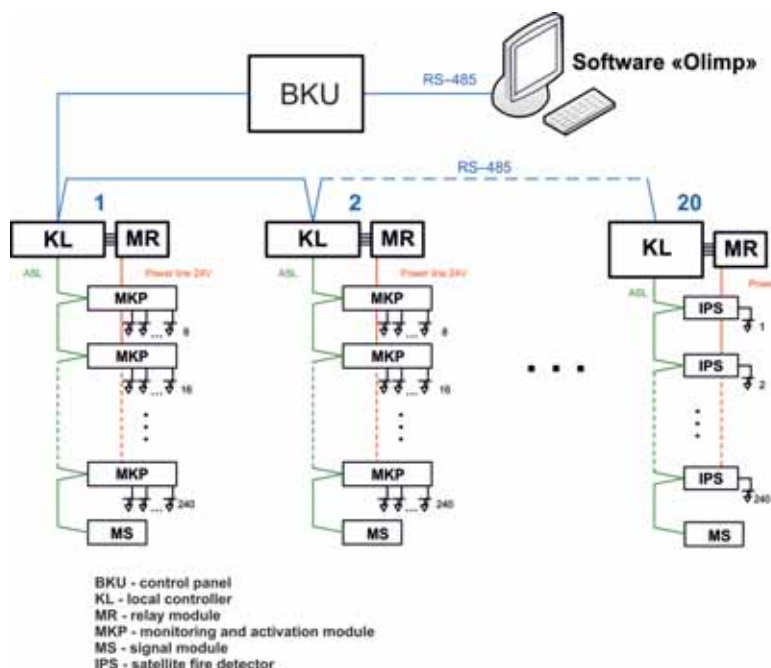 Software «Olimp»
RS-485
BKU
RS-485
1
2
20
KL
MR
KL
MR
KL
MR
ASL
Power line 24V
ASL
Power line 24V
ASL
Power
MKP
8
MKP
8
IPS
1
MKP
16
MKP
16
IPS
2
MKP
240
MKP
240
IPS
240
MS
MS
MS
BKU - control panel
KL - local controller
MR - relay module
MKP - monitoring and activation module
MS - signal module
IPS - satellite fire detector